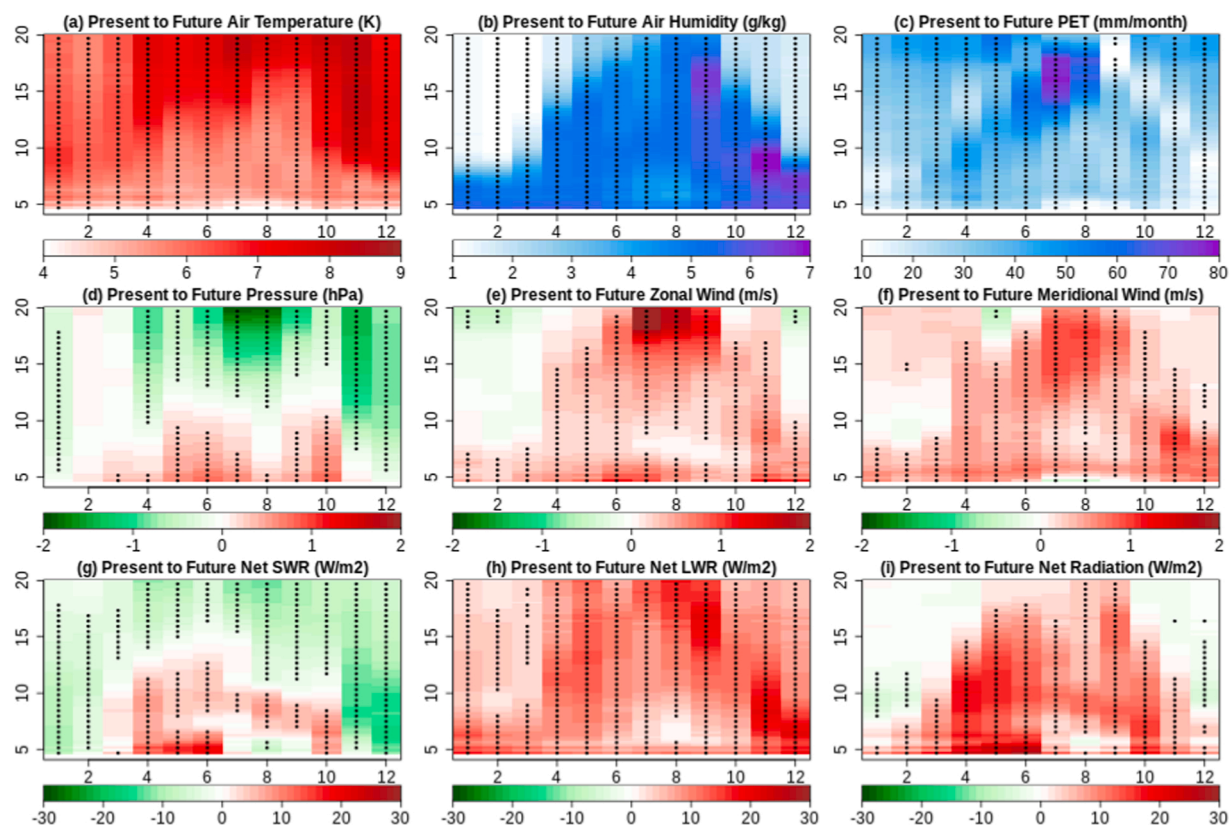 (a) Present to Future Air Temperature (K) (b) Present to Future Air Humidity (g/kg) (c) Present to Future PET (mm/month)
20 20 20
15 15 15
10 10 10
5 5 5
2 4 6 8 10 12 2 4 6 8 10 12 2 4 6 8 10 12
4 5 6 7 8 9 1 2 3 4 5 6 7 10 20 30 40 50 60 70 80
(d) Present to Future Pressure (hPa) (e) Present to Future Zonal Wind (m/s) (f) Present to Future Meridional Wind (m/s)
20 20 20
15 15 15
10 10 10
5 5 5
2 4 6 8 10 12 2 4 6 8 10 12 2 4 6 8 10 12
-2 -1 0 1 2 -2 -1 0 1 2 -2 -1 0 1 2
(g) Present to Future Net SWR (W/m2) (h) Present to Future Net LWR (W/m2) (i) Present to Future Net Radiation (W/m2)
20 20 20
15 15 15
10 10 10
5 5 5
2 4 6 8 10 12 2 4 6 8 10 12 2 4 6 8 10 12
-30 -20 -10 0 10 20 30 -30 -20 -10 0 10 20 30 -30 -20 -10 0 10 20 30